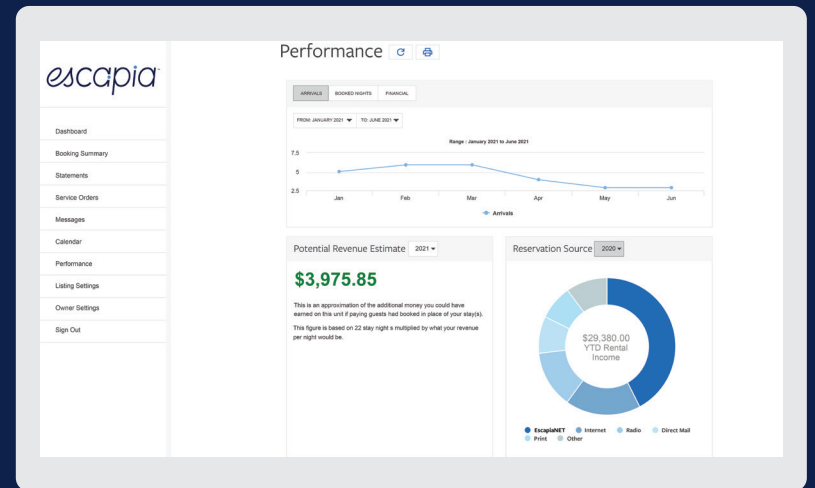 escapia
Dashboard
Booking Summary
Statements
Service Orders
Messages
Calendar
Performance
Listing Settings
Owner Settings
Sign Out
Performance
ARRIVALS BOOKED NIGHTS FINANCIAL
FROM: JANUARY 2021 TO: JUNE 2021
Range : January 2021 to June 2021
7.5
5
2.5
Jan Feb Mar Apr May Jun
Arrivals
Potential Revenue Estimate 2021
$3,975.85
This is an approximation of the additional money you could have
earned on this unit if paying guests had booked in place of your stay(s).
This figure is based on 22 stay night s multiplied by what your revenue
per night would be.
Reservation Source 2020
$29,380.00
YTD Rental
Income
EscapiaNET Internet Radio Direct Mail
Print Other